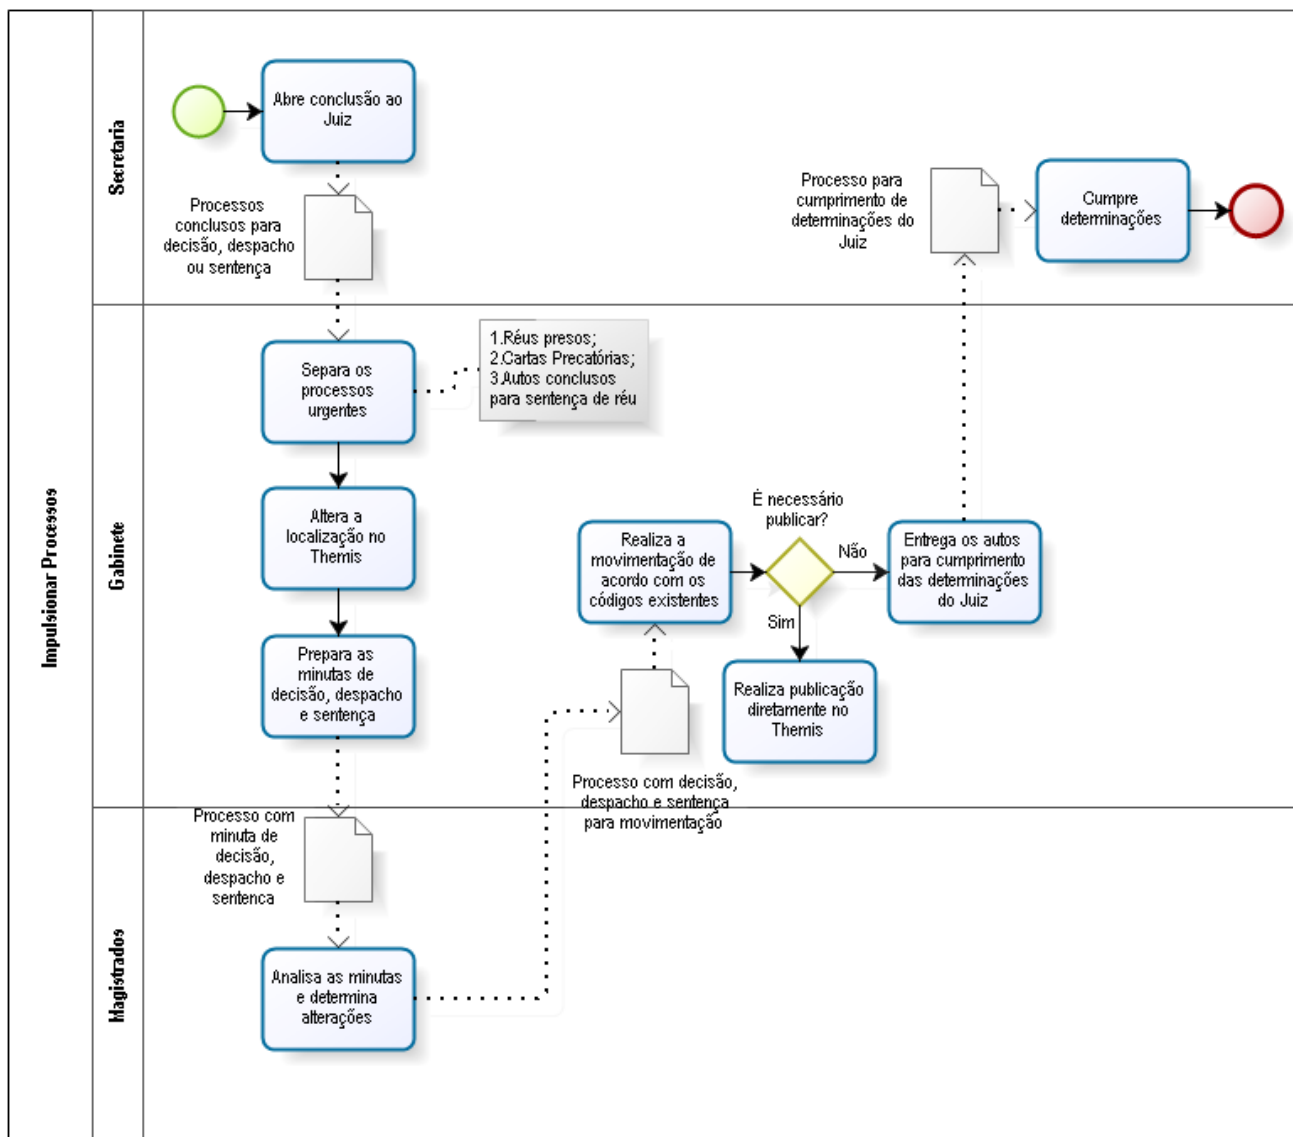 Impulsionar Processos
Secretaria
Abre conclusão ao
Juiz
Processos
conclusos para
decisão, despacho
ou sentença
Processo para
cumprimento de
determinações do
Juiz
Cumpre
determinações
Gabinete
Separa os
processos
urgentes
1.Réus presos;
2.Cartas Precatórias;
3.Autos conclusos
para sentença de réu
Altera a
localização no
Themis
Prepara as
minutas de
decisão, despacho
e sentença
Realiza a
movimentação de
acordo com os
códigos existentes
É necessário
publicar?
Não
Sim
Entrega os autos
para cumprimento
das determinações
do Juiz
Realiza publicação
diretamente no
Themis
Processo com decisão,
despacho e sentença
para movimentação
Magistrados
Processo com
minuta de
decisão,
despacho e
sentenca
Analisa as minutas
e determina
alterações